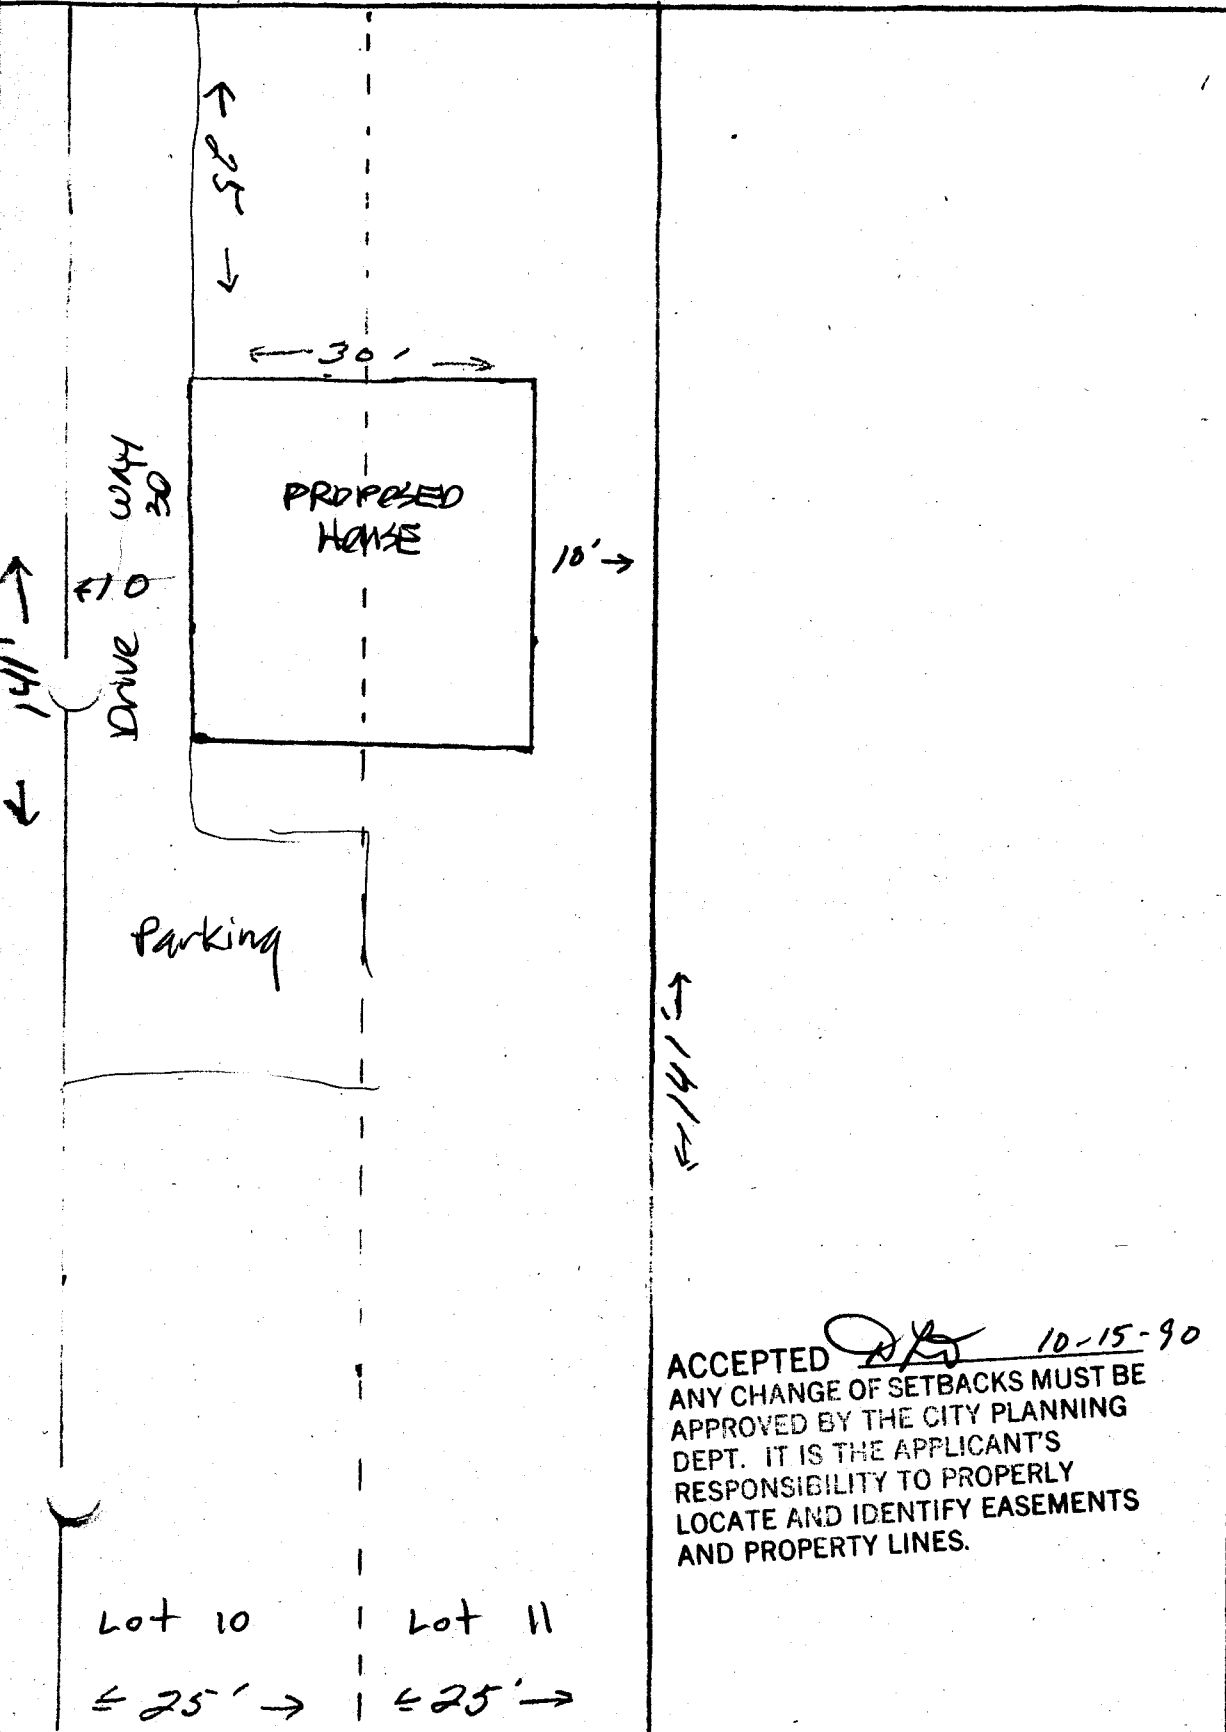 25'
30'
WAY
30
PROPOSED
HOUSE
10'
10
141'
Drive
Parking
141'
ACCEPTED 10-15-90
ANY CHANGE OF SETBACKS MUST BE
APPROVED BY THE CITY PLANNING
DEPT. IT IS THE APPLICANT'S
RESPONSIBILITY TO PROPERLY
LOCATE AND IDENTIFY EASEMENTS
AND PROPERTY LINES.
Lot 10 Lot 11
25' 25'